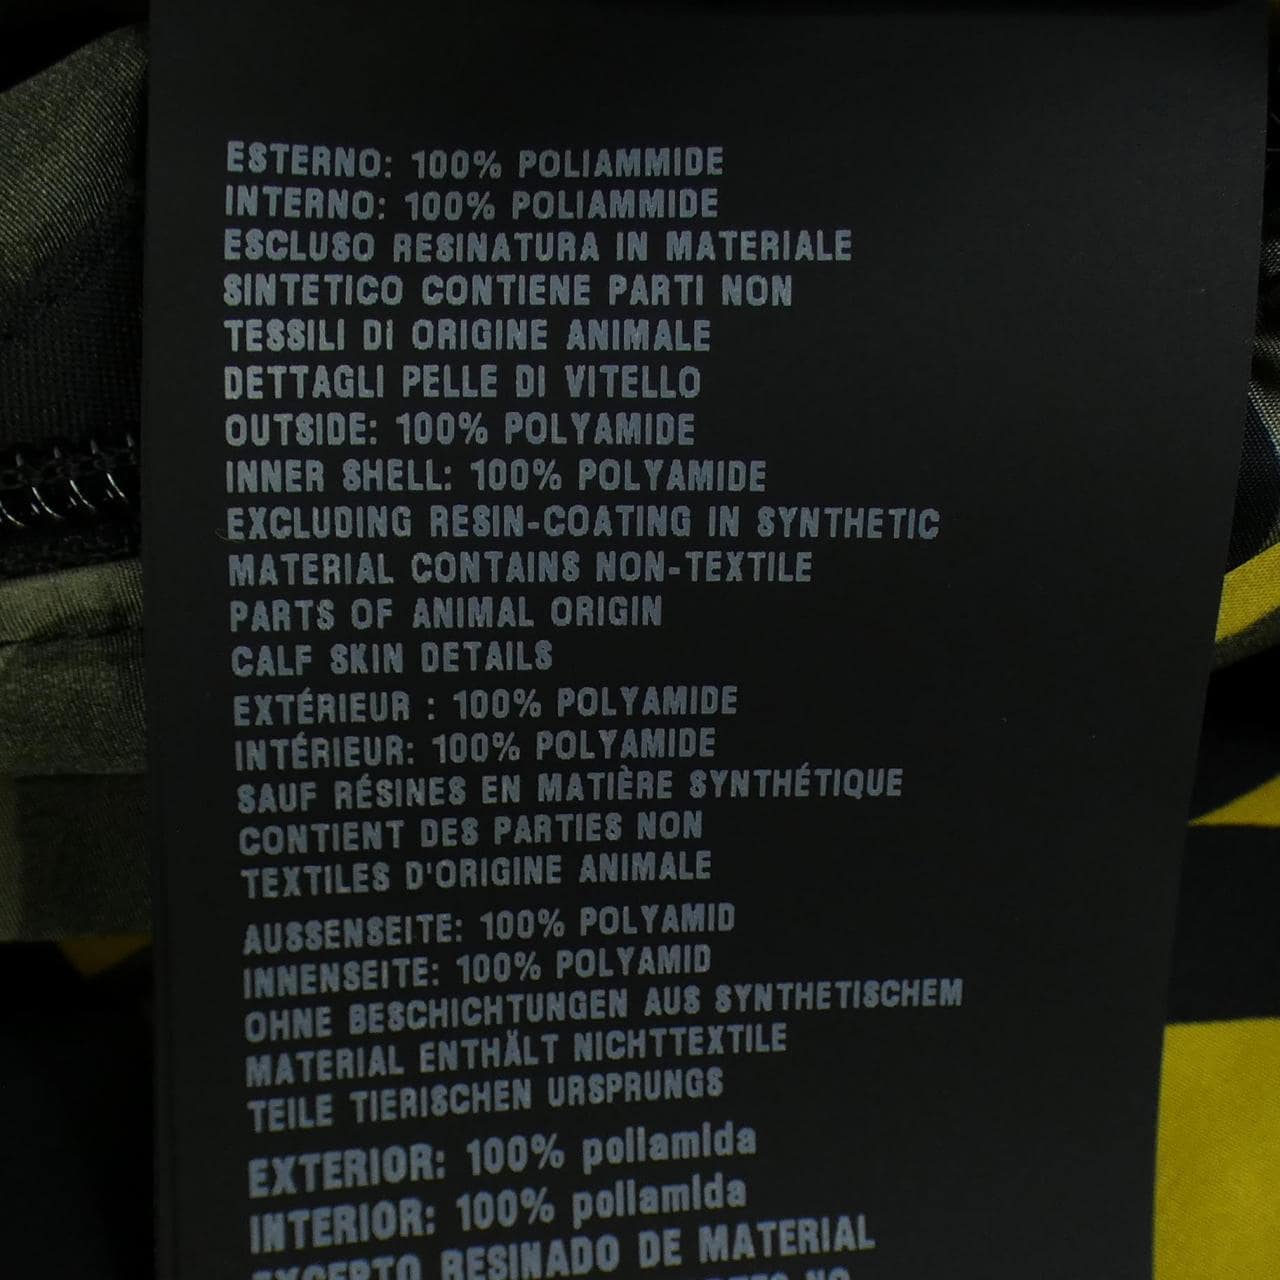 ESTERNO: 100% POLIAMMIDE
INTERNO: 100% POLIAMMIDE
ESCLUSO RESINATURA IN MATERIALE
SINTETICO CONTIENE PARTI NON
TESSILI Di ORIGINE ANIMALE
DETTAGLI PELLE DI VITELLO
OUTSIDE: 100% POLYAMIDE
INNER SHELL: 100% POLYAMIDE
EXCLUDING RESIN-COATING IN SYNTHETIC
MATERIAL CONTAINS NON-TEXTILE
PARTS OF ANIMAL ORIGIN
CALF SKIN DETAILS
EXTÉRIEUR : 100% POLYAMIDE
INTÉRIEUR: 100% POLYAMIDE
SAUF RÉSINES EN MATIÈRE SYNTHÉTIQUE
CONTIENT DES PARTIES NON
TEXTILES D'ORIGINE ANIMALE
AUSSENSEITE: 100% POLYAMID
INNENSEITE: 100% POLYAMID
OHNE BESCHICHTUNGEN AUS SYNTHETISCHEM
MATERIAL ENTHÄLT NICHTTEXTILE
TEILE TIERISCHEN URSPRUNGS
EXTERIOR: 100% poliamida
INTERIOR: 100% poliamida
EXCEPTO RESINADO DE MATERIAL